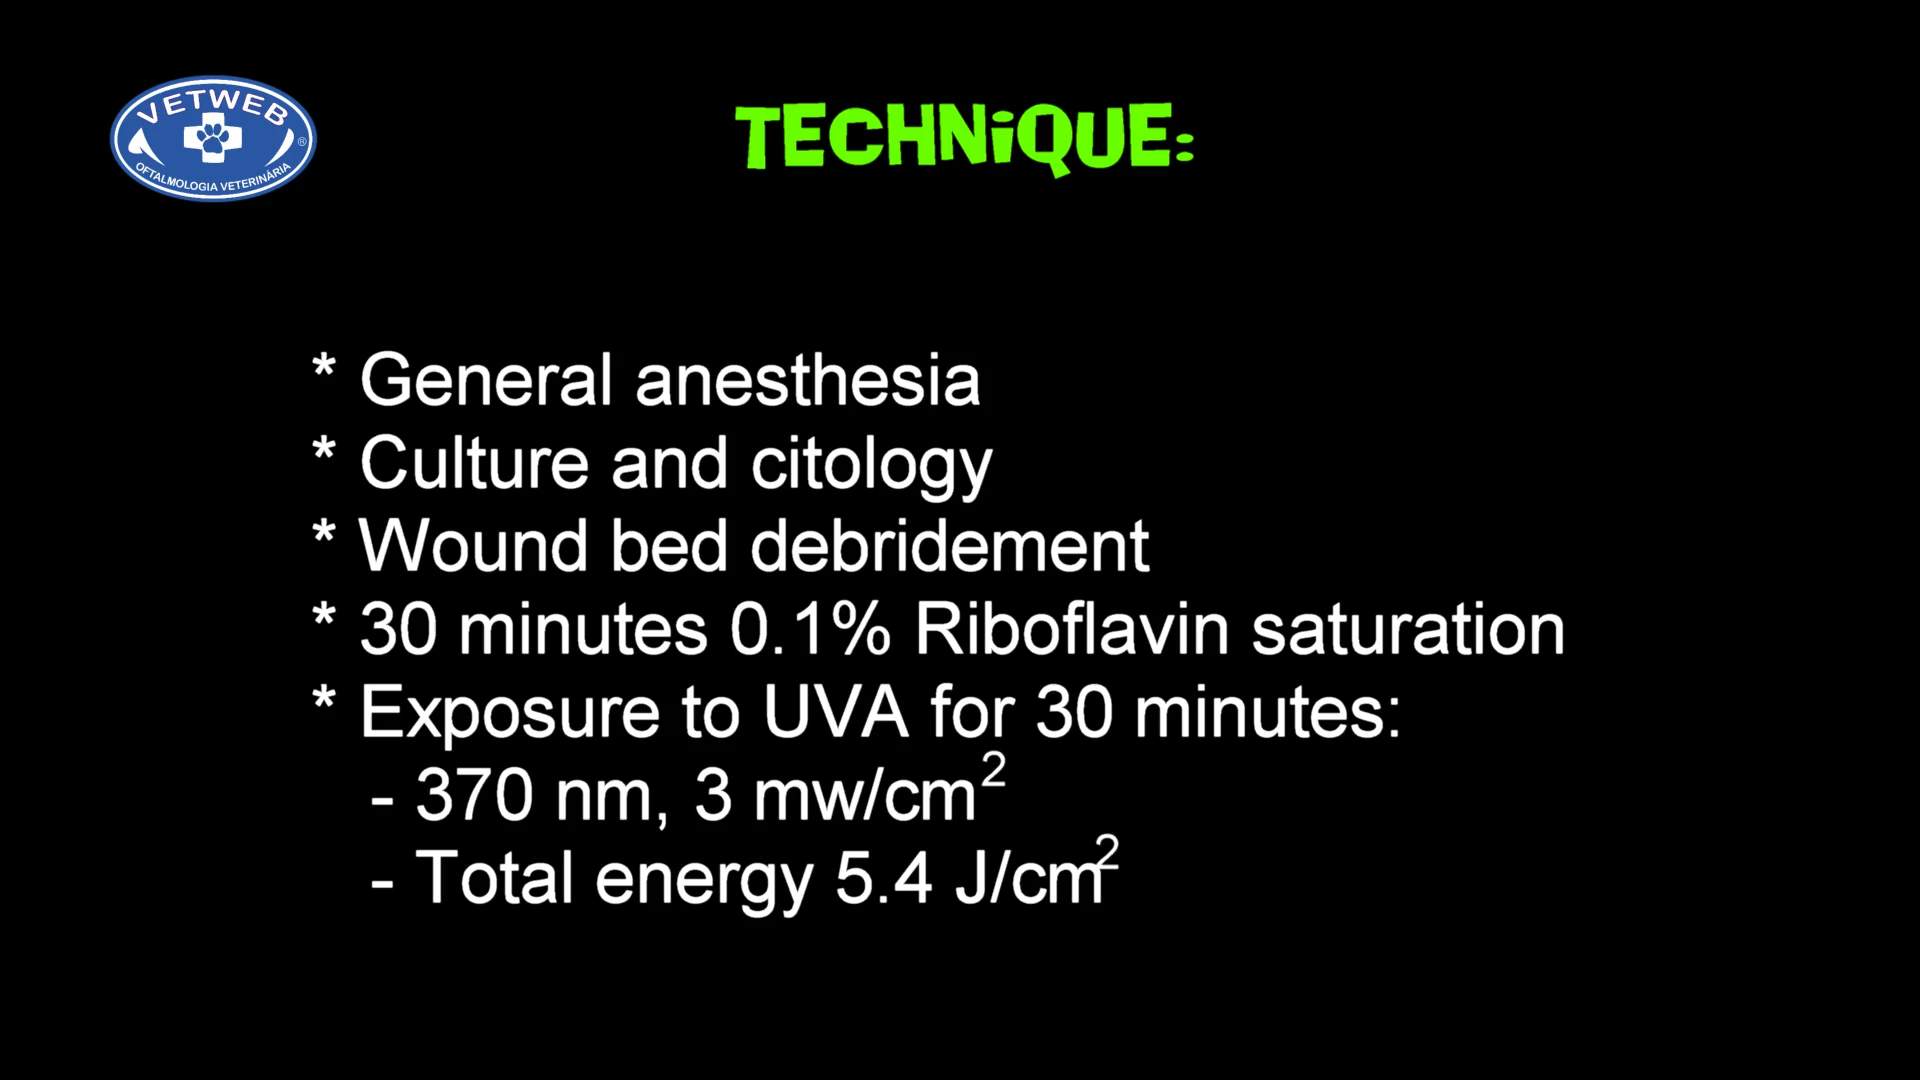 VETWEB
®
OFTALMOLOGIA VETERINÁRIA
TECHNiQUE:
* General anesthesia
* Culture and citology
* Wound bed debridement
* 30 minutes 0.1% Riboflavin saturation
* Exposure to UVA for 30 minutes:
- 370 nm, 3 mw/cm²
- Total energy 5.4 J/cm²